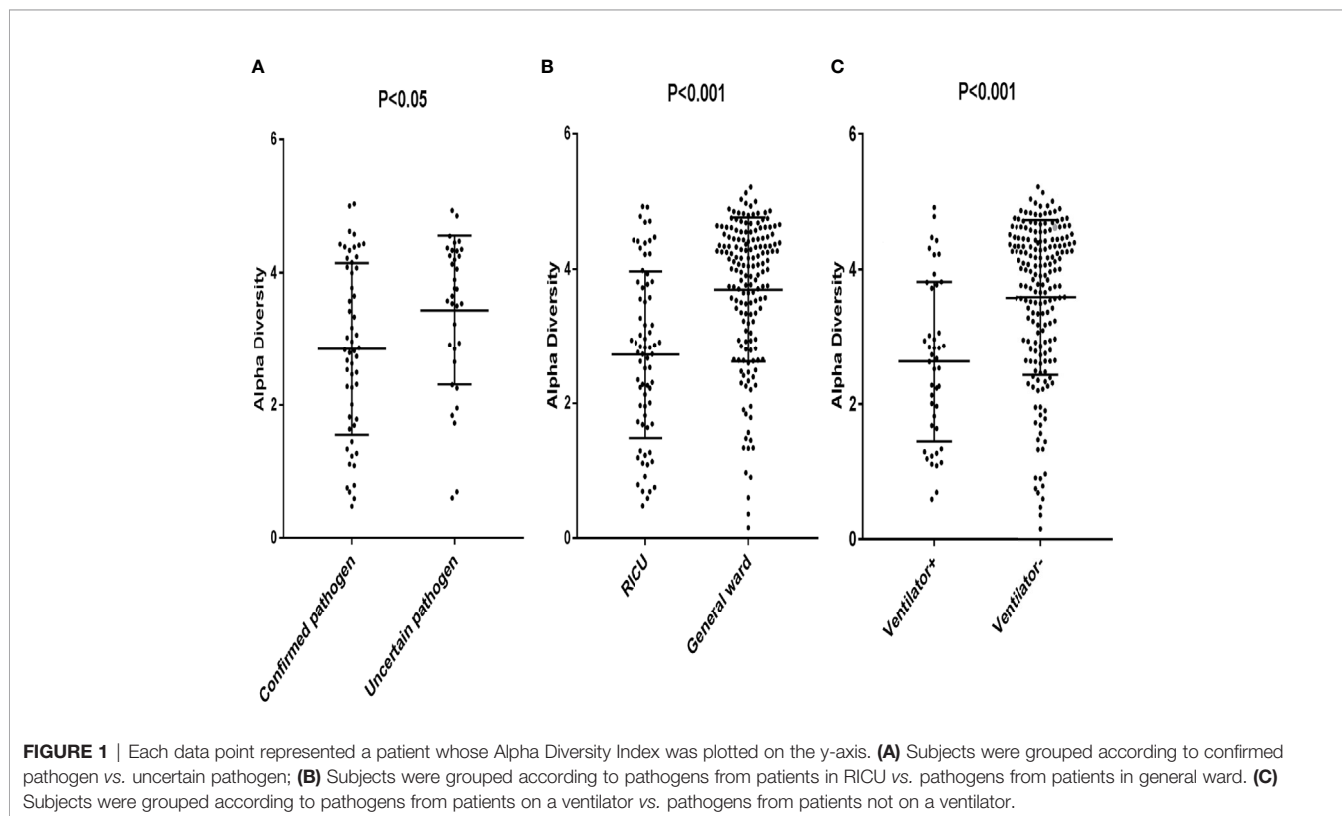 A
P<0.05
6
4
2
0
Alpha Diversity
Confirmed pathogen
Uncertain pathogen
B
P<0.001
6
4
2
0
Alpha Diversity
RICU
General ward
C
P<0.001
6
4
2
0
Alpha Diversity
Ventilator+
Ventilator-
FIGURE 1 | Each data point represented a patient whose Alpha Diversity Index was plotted on the y-axis. (A) Subjects were grouped according to confirmed
pathogen vs. uncertain pathogen; (B) Subjects were grouped according to pathogens from patients in RICU vs. pathogens from patients in general ward. (C)
Subjects were grouped according to pathogens from patients on a ventilator vs. pathogens from patients not on a ventilator.